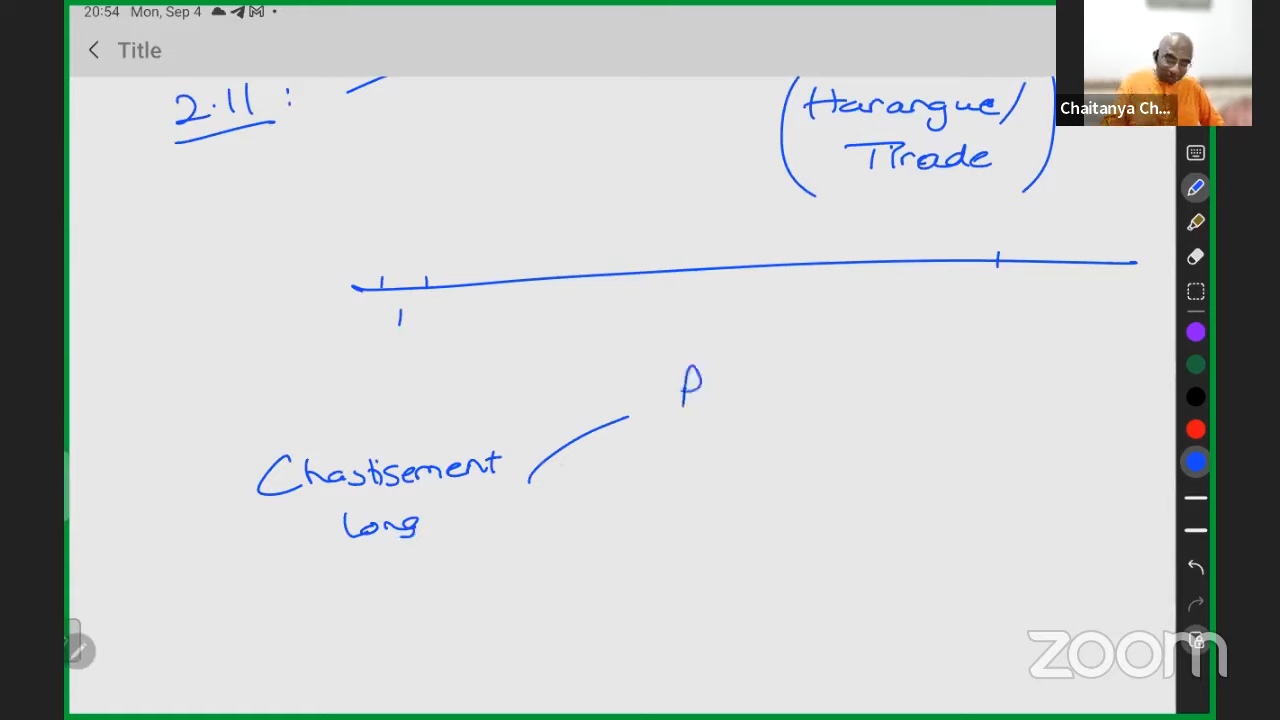 20:54 Mon, Sep 4
Title
2.11 :
(Harangue/
Tirade)
Chaitanya Ch...
P
Chastisement
long
zoom